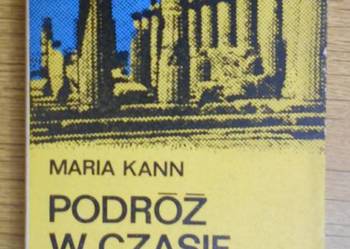 MARIA KANN
PODRÓŻ
W CZASIE